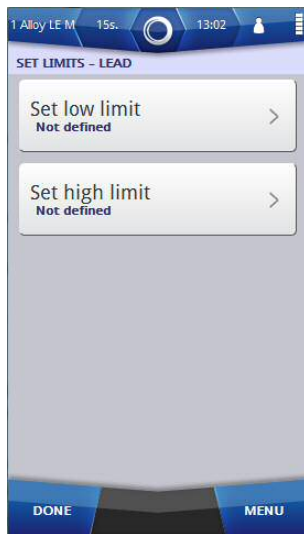 1 Alloy LE M 15s. 13:02
SET LIMITS – LEAD
Set low limit
Not defined
Set high limit
Not defined
DONE MENU